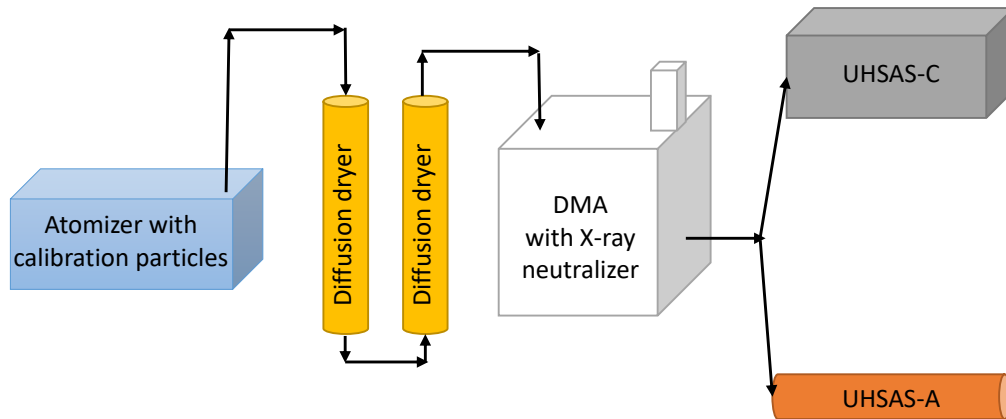 Atomizer with
calibration particles
Diffusion dryer
Diffusion dryer
DMA
with X-ray
neutralizer
UHSAS-C
UHSAS-A